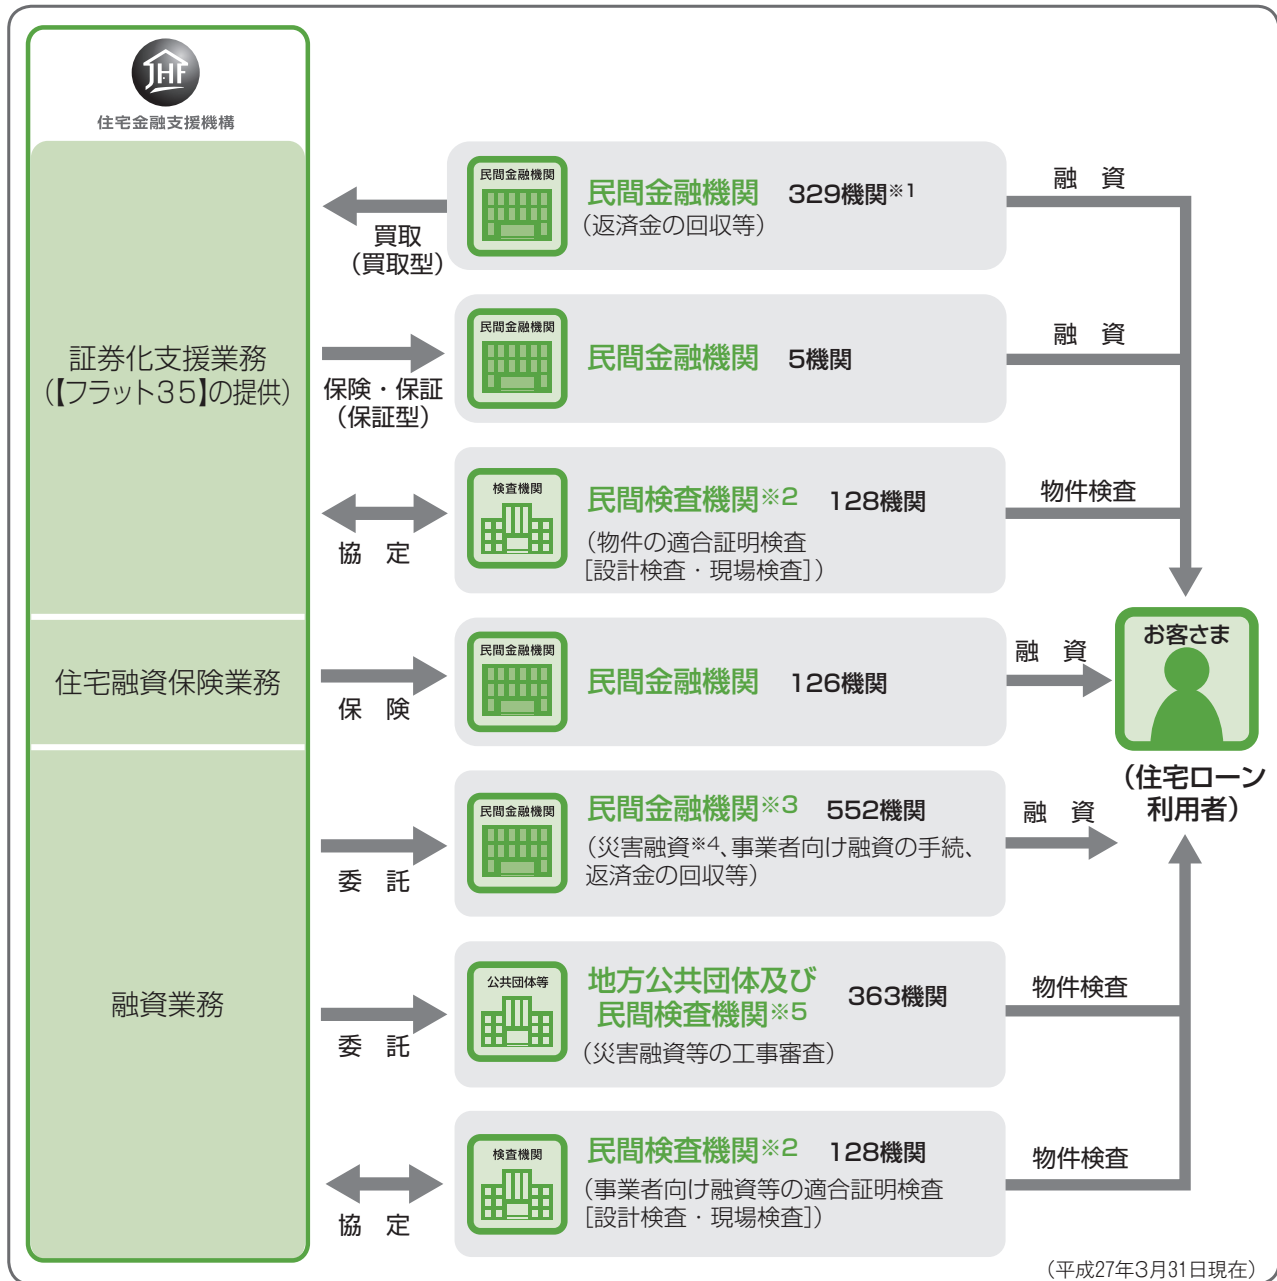 JHF
住宅金融支援機構
証券化支援業務
(【フラット35】の提供)
住宅融資保険業務
融資業務
買取
(買取型)
民間金融機関
民間金融機関 329機関※1
(返済金の回収等)
融 資
保険・保証
(保証型)
民間金融機関
民間金融機関 5機関
融 資
協 定
検査機関
民間検査機関※2 128機関
(物件の適合証明検査
[設計検査・現場検査])
物件検査
保 険
民間金融機関
民間金融機関 126機関
融 資
お客さま
(住宅ローン
利用者)
委 託
民間金融機関
民間金融機関※3 552機関
(災害融資※4、事業者向け融資の手続、
返済金の回収等)
融 資
委 託
公共団体等
地方公共団体及び
民間検査機関※5 363機関
(災害融資等の工事審査)
物件検査
協 定
検査機関
民間検査機関※2 128機関
(事業者向け融資等の適合証明検査
[設計検査・現場検査])
物件検査
(平成27年3月31日現在)